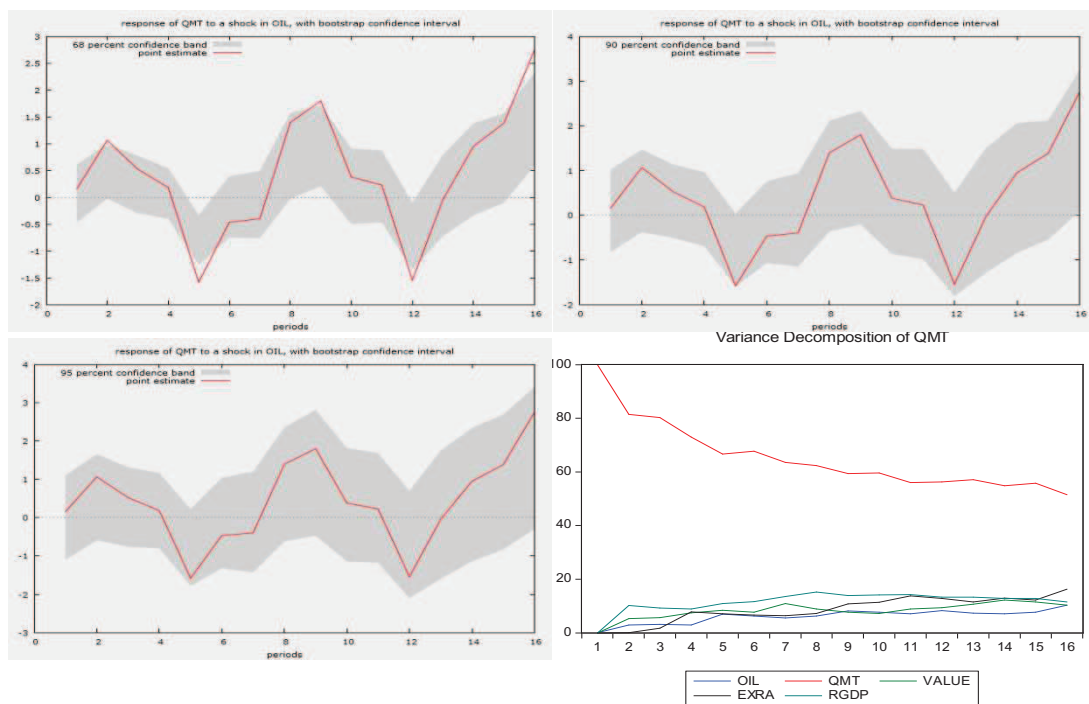 response of QMT to a shock in OIL, with bootstrap confidence interval
68 percent confidence band
point estimate
3
2.5
2
1.5
1
0.5
0
-0.5
-1
-1.5
-2
0 2 4 6 8 10 12 14 16
periods
response of QMT to a shock in OIL, with bootstrap confidence interval
90 percent confidence band
point estimate
4
3
2
1
0
-1
-2
0 2 4 6 8 10 12 14 16
periods
response of QMT to a shock in OIL, with bootstrap confidence interval
95 percent confidence band
point estimate
4
3
2
1
0
-1
-2
-3
0 2 4 6 8 10 12 14 16
periods
Variance Decomposition of QMT
100
80
60
40
20
0
1 2 3 4 5 6 7 8 9 10 11 12 13 14 15 16
OIL QMT VALUE
EXRA RGDP